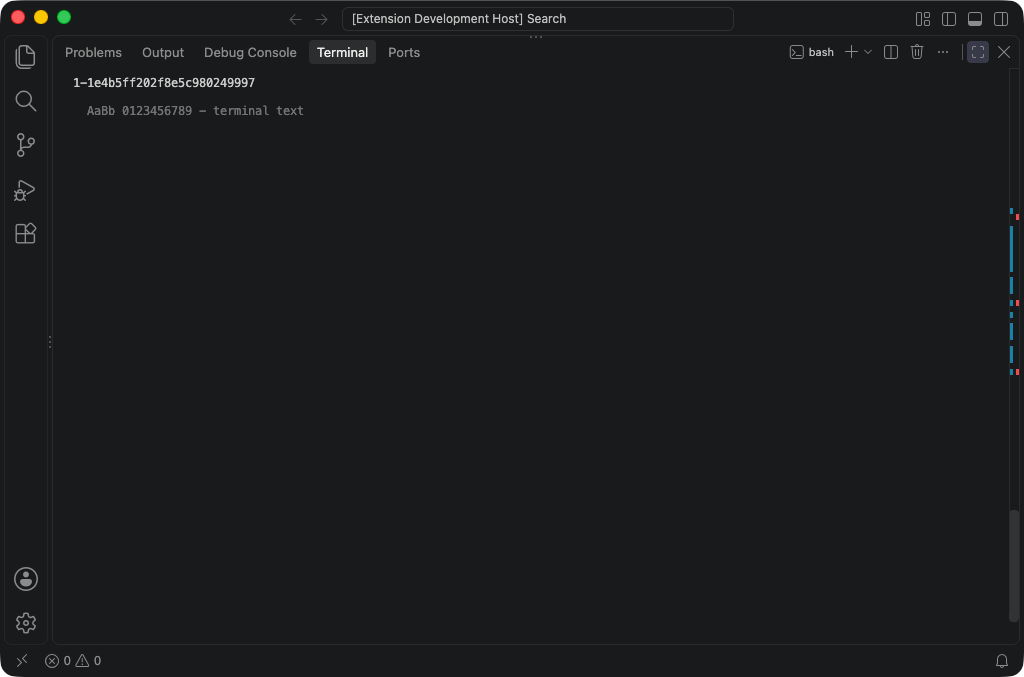 [Extension Development Host] Search
Problems Output Debug Console Terminal Ports bash
1-1e4b5ff202f8e5c980249997
AaBb 0123456789 — terminal text
0 0